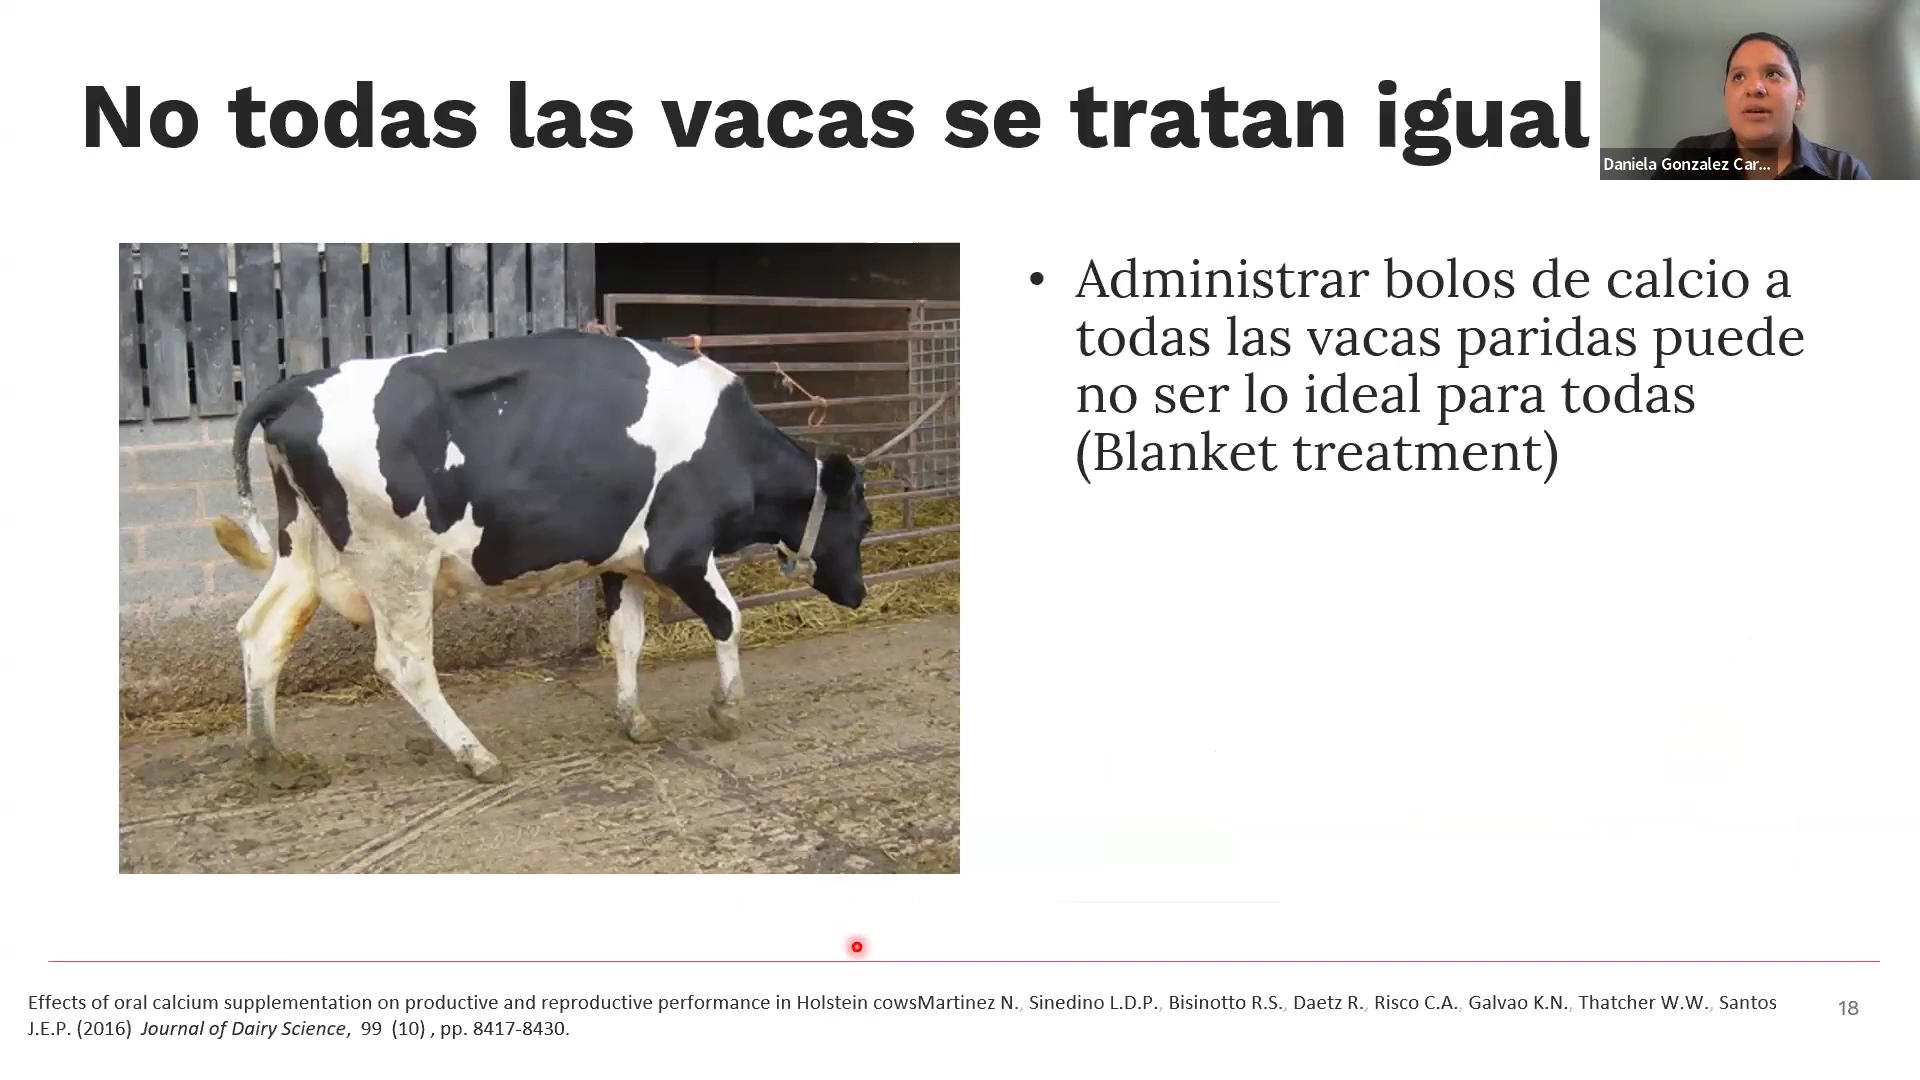 No todas las vacas se tratan igual
Daniela Gonzalez Car...
• Administrar bolos de calcio a
todas las vacas paridas puede
no ser lo ideal para todas
(Blanket treatment)
Effects of oral calcium supplementation on productive and reproductive performance in Holstein cowsMartinez N., Sinedino L.D.P., Bisinotto R.S., Daetz R., Risco C.A., Galvao K.N., Thatcher W.W., Santos
J.E.P. (2016) Journal of Dairy Science, 99 (10) , pp. 8417-8430.
18